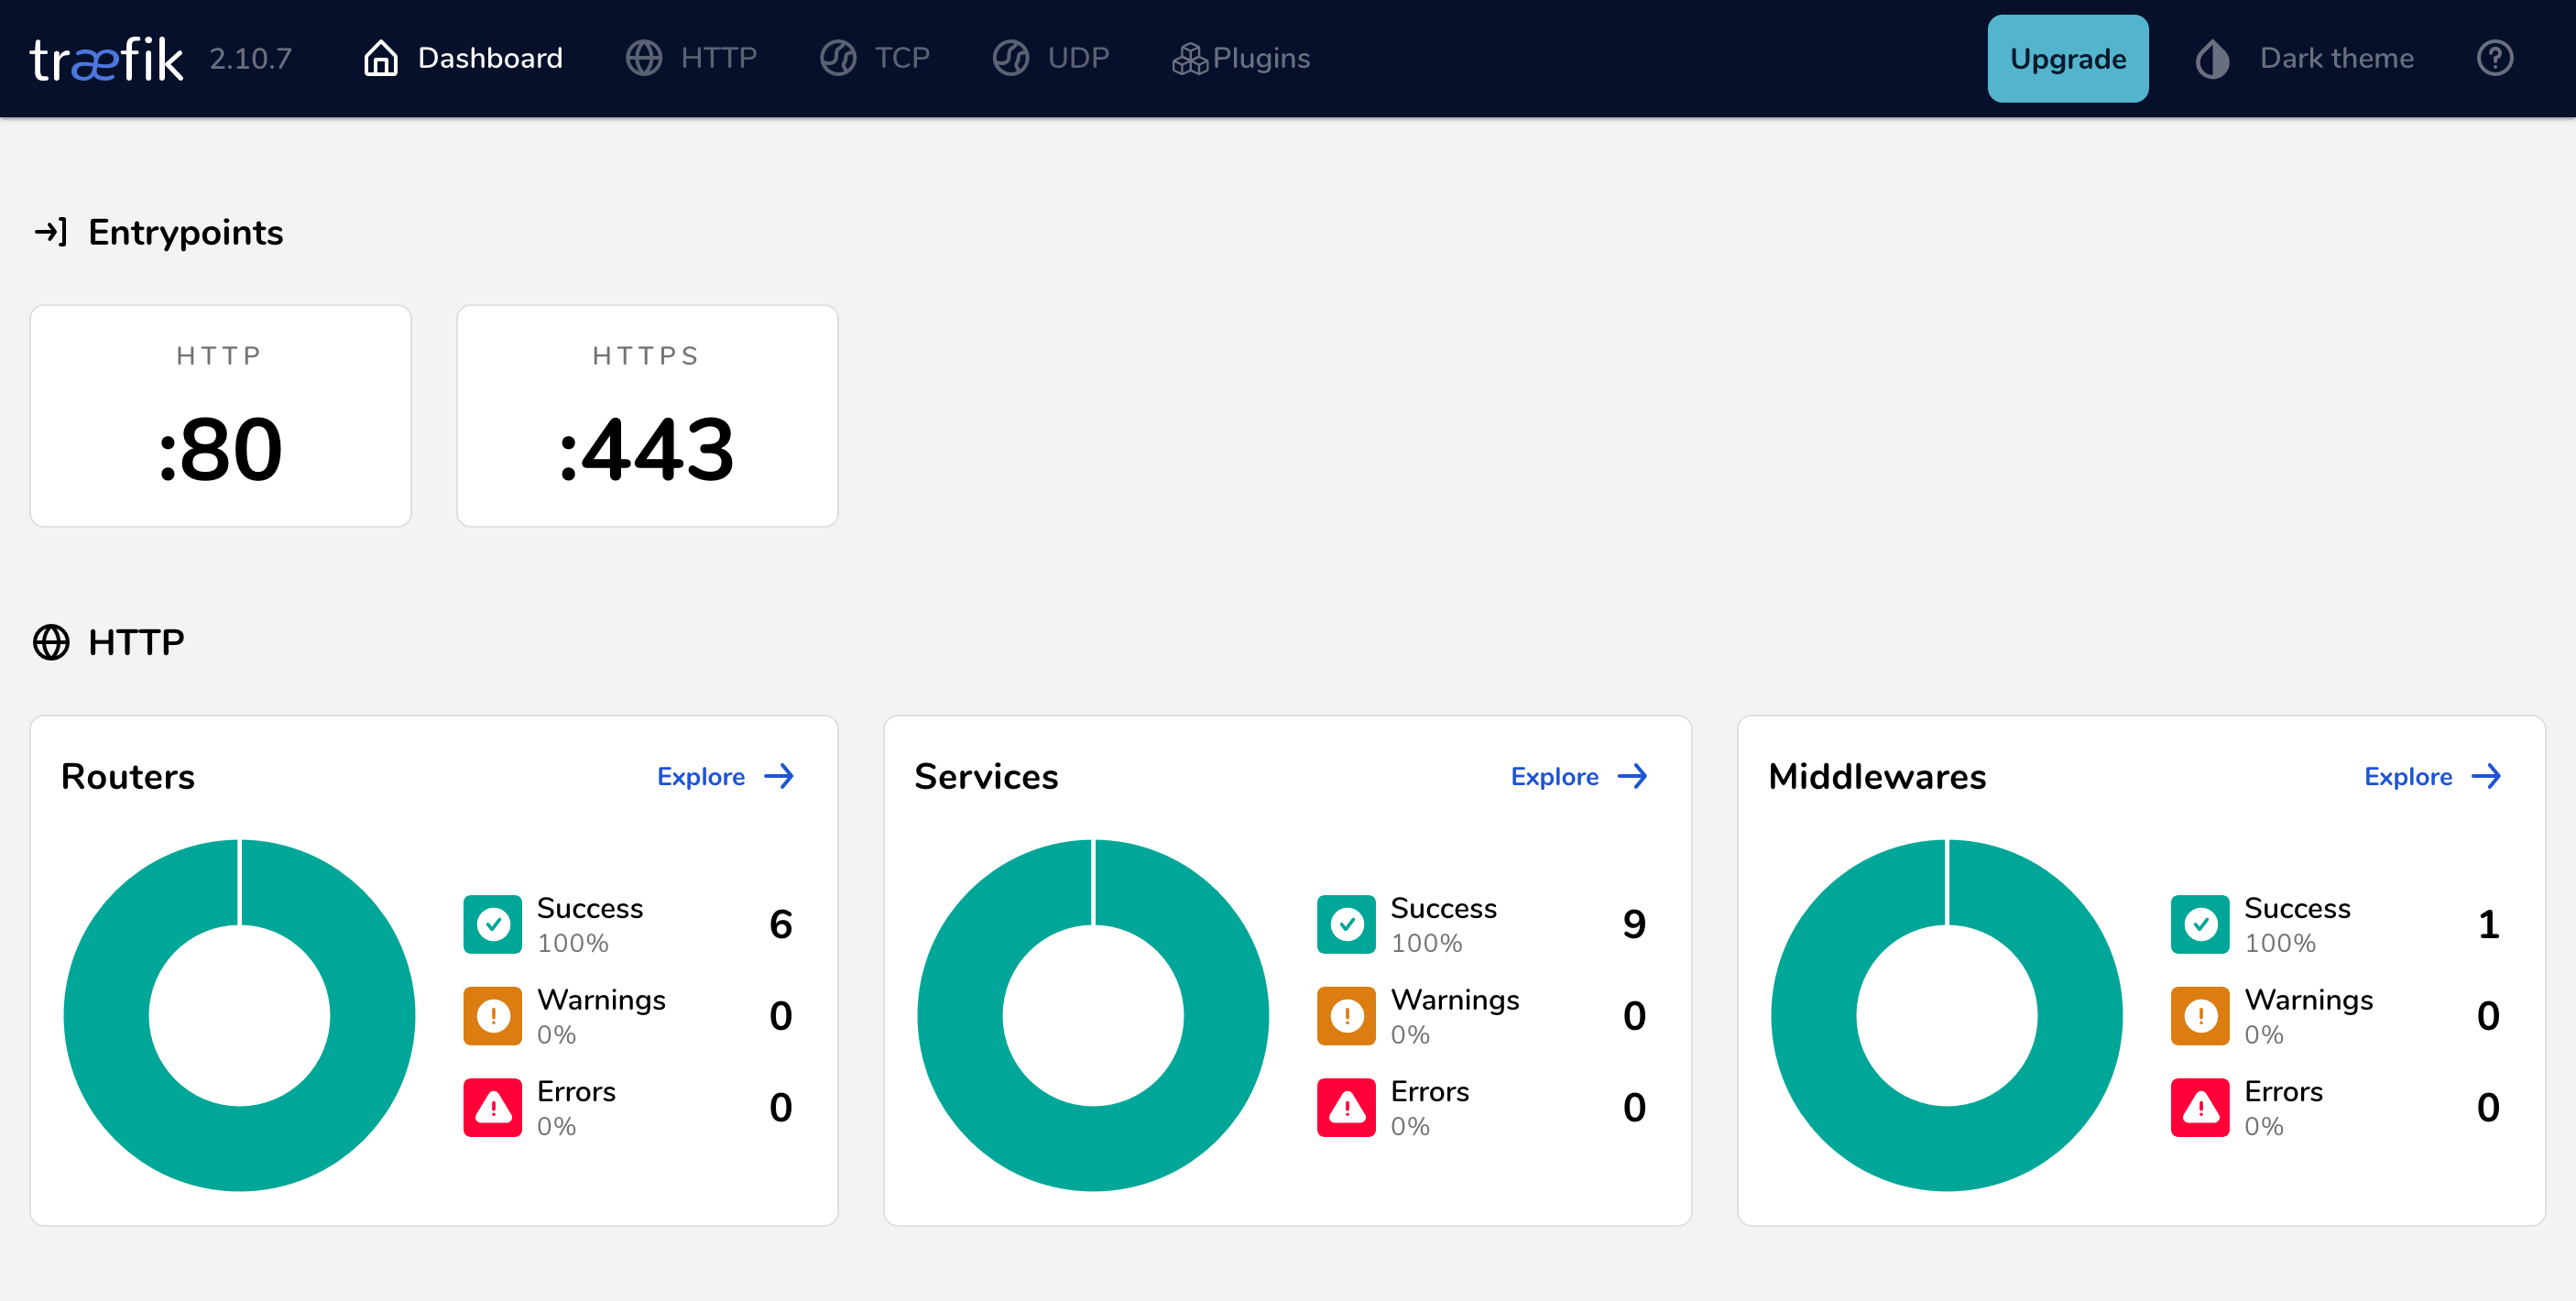 træfik 2.10.7 Dashboard HTTP TCP UDP Plugins Upgrade Dark theme
Entrypoints
HTTP HTTPS
:80 :443
HTTP
Routers Explore
Success 6
100%
Warnings 0
0%
Errors 0
0%
Services Explore
Success 9
100%
Warnings 0
0%
Errors 0
0%
Middlewares Explore
Success 1
100%
Warnings 0
0%
Errors 0
0%